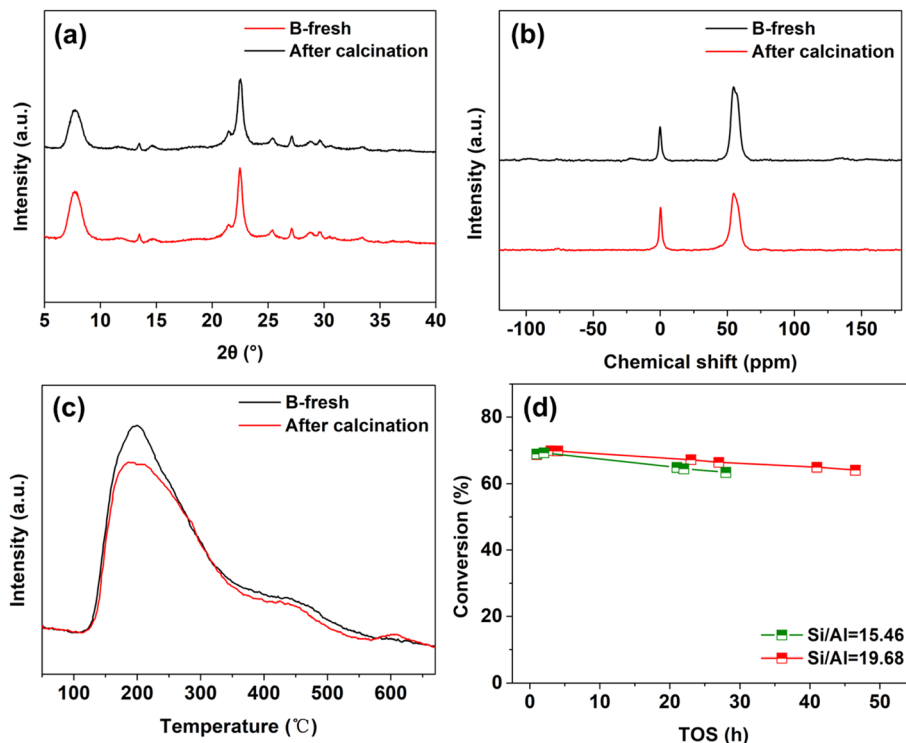 (a)
B-fresh
After calcination
Intensity (a.u.)
5 10 15 20 25 30 35 40
2θ (°)
(b)
B-fresh
After calcination
Intensity (a.u.)
-100 -50 0 50 100 150
Chemical shift (ppm)
(c)
B-fresh
After calcination
Intensity (a.u.)
100 200 300 400 500 600
Temperature (℃)
(d)
Conversion (%)
80
60
40
20
0
Si/Al=15.46
Si/Al=19.68
0 10 20 30 40 50
TOS (h)